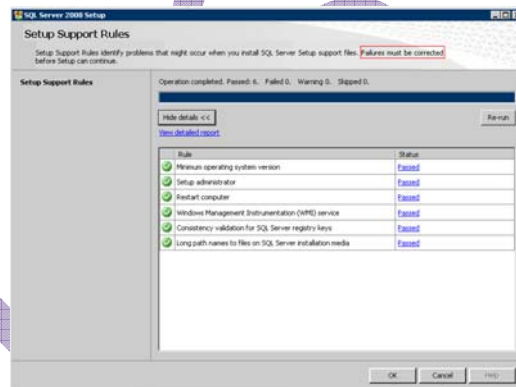 SQL Server 2008 Setup
Setup Support Rules
Setup Support Rules identify problems that might occur when you install SQL Server Setup support files. Failures must be corrected
before Setup can continue.
Setup Support Rules
Operation completed. Passed: 6. Failed 0. Warning 0. Skipped 0.
Hide details <<
Re-run
View detailed report
Rule
Status
Minimum operating system version
Passed
Setup administrator
Passed
Restart computer
Passed
Windows Management Instrumentation (WMI) service
Passed
Consistency validation for SQL Server registry keys
Passed
Long path names to files on SQL Server installation media
Passed
OK
Cancel
Help